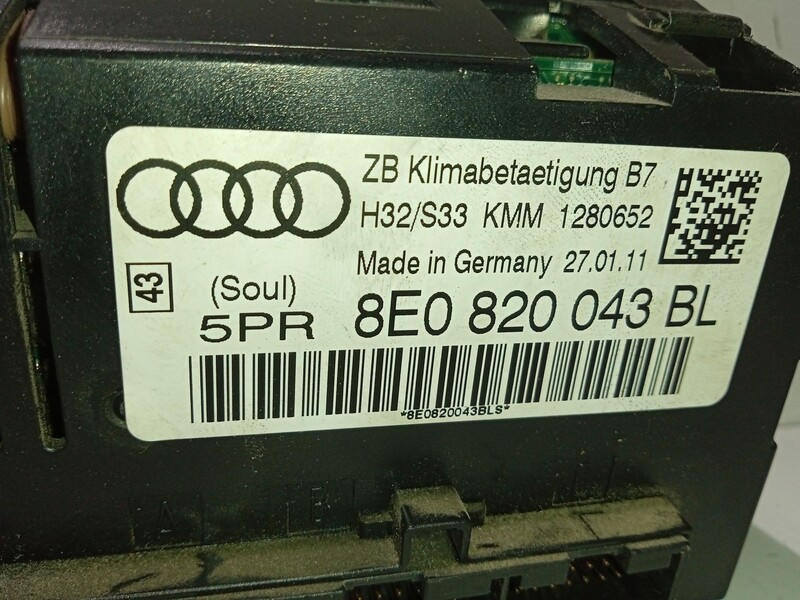 ZB Klimabetaetigung B7
H32/S33 KMM 1280652
Made in Germany 27.01.11
43
(Soul)
5PR
8E0 820 043 BL
*8E0820043BLS*
A
B